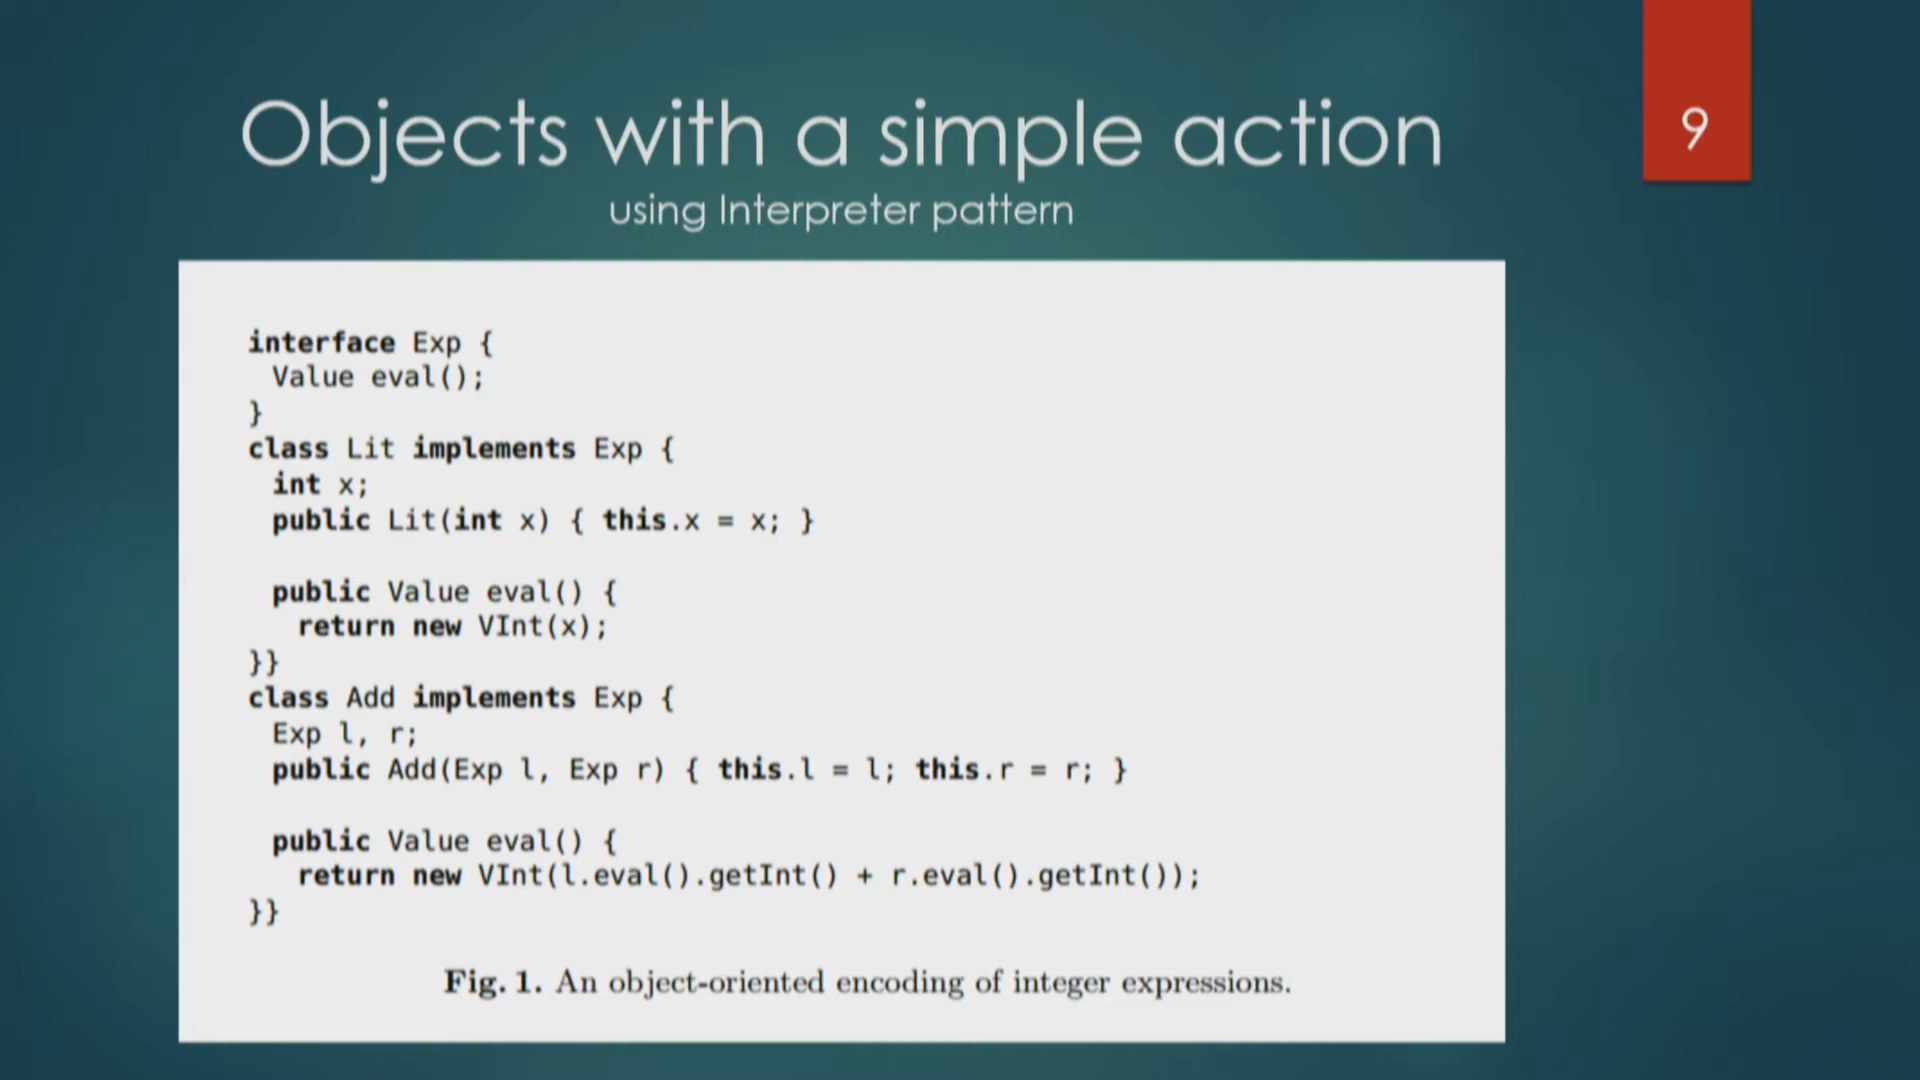 Objects with a simple action
9
using Interpreter pattern
interface Exp {
Value eval();
}
class Lit implements Exp {
int x;
public Lit(int x) { this.x = x; }
public Value eval() {
return new VInt(x);
}}
class Add implements Exp {
Exp l, r;
public Add(Exp l, Exp r) { this.l = l; this.r = r; }
public Value eval() {
return new VInt(l.eval().getInt() + r.eval().getInt());
}}
Fig. 1. An object-oriented encoding of integer expressions.